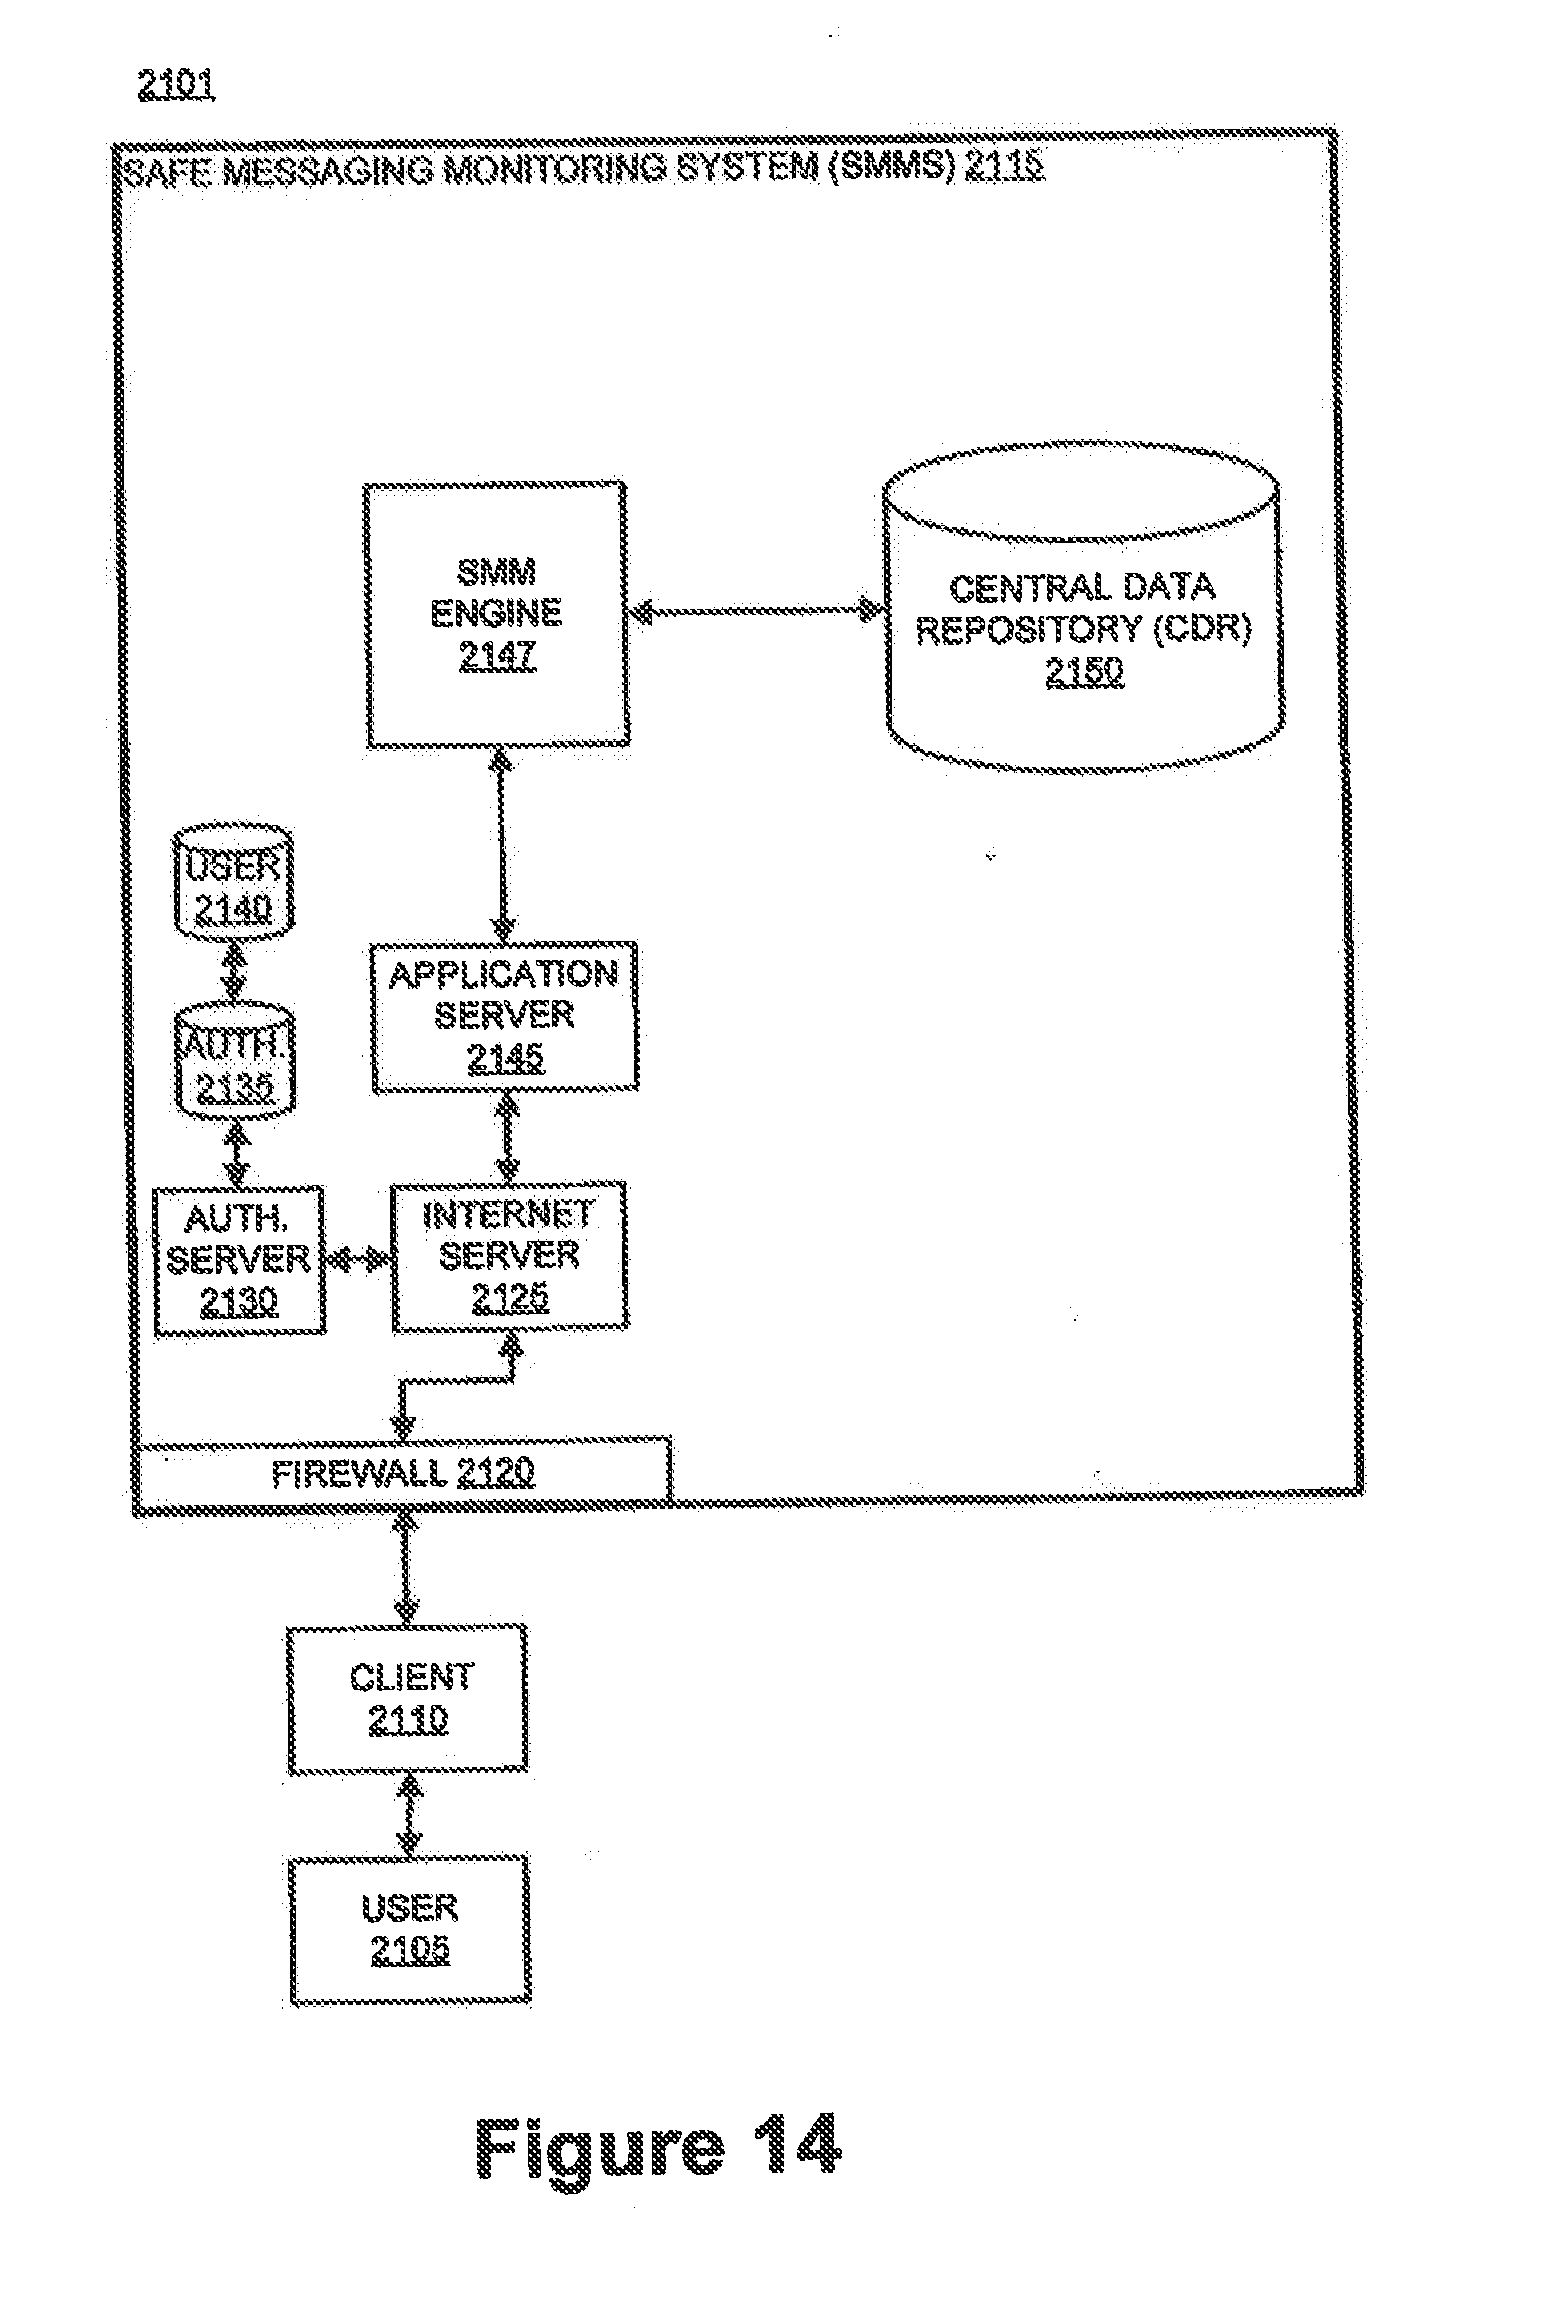 2101
SAFE MESSAGING MONITORING SYSTEM (SMMS) 2115
SMM
ENGINE
2147
CENTRAL DATA
REPOSITORY (CDR)
2150
USER
2140
AUTH.
2135
APPLICATION
SERVER
2145
AUTH.
SERVER
2130
INTERNET
SERVER
2125
FIREWALL 2120
CLIENT
2110
USER
2105
Figure 14